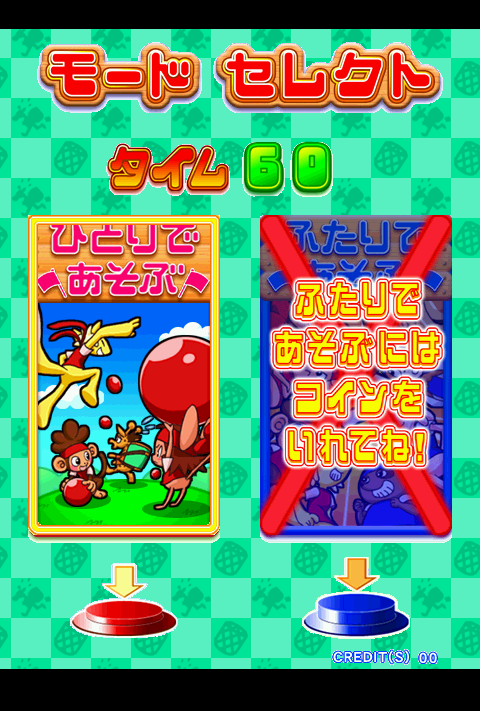 モード セレクト
タイム 60
ひとりで
あそぶ
ふたりで
あそぶ
ふたりで
あそぶには
コインを
いれてね!
CREDIT(S) 00